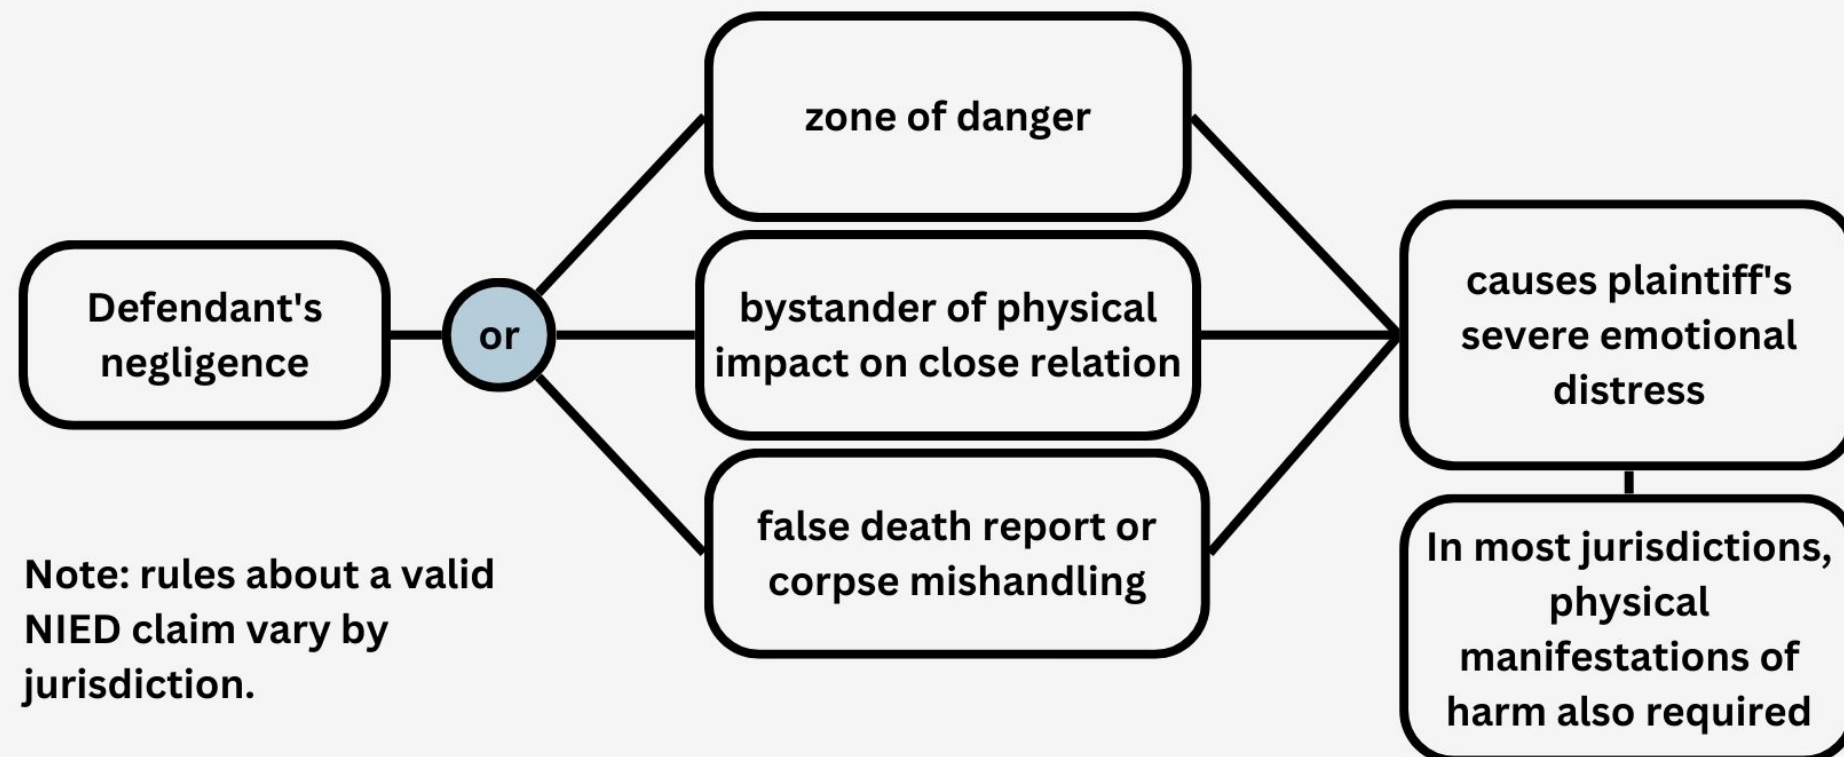 Defendant's
negligence
or
zone of danger
bystander of physical
impact on close relation
false death report or
corpse mishandling
causes plaintiff's
severe emotional
distress
In most jurisdictions,
physical
manifestations of
harm also required
Note: rules about a valid
NIED claim vary by
jurisdiction.